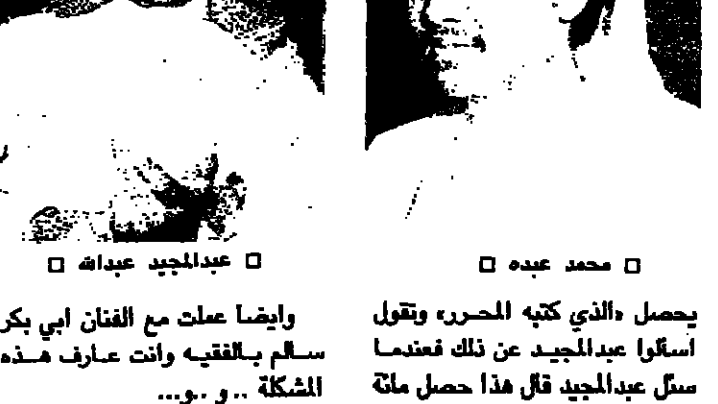 □ محمد عبده □
يحصل «الذي كتبه المحرر» وتقول
اسألوا عبدالمجيد عن ذلك فعندما
سئل عبدالمجيد قال هذا حصل مائة
□ عبدالمجيد عبدالله □
وايضا عملت مع الفنان ابي بكر
سالم بالفقيه وانت عارف هذه
المشكلة .. و ..و...